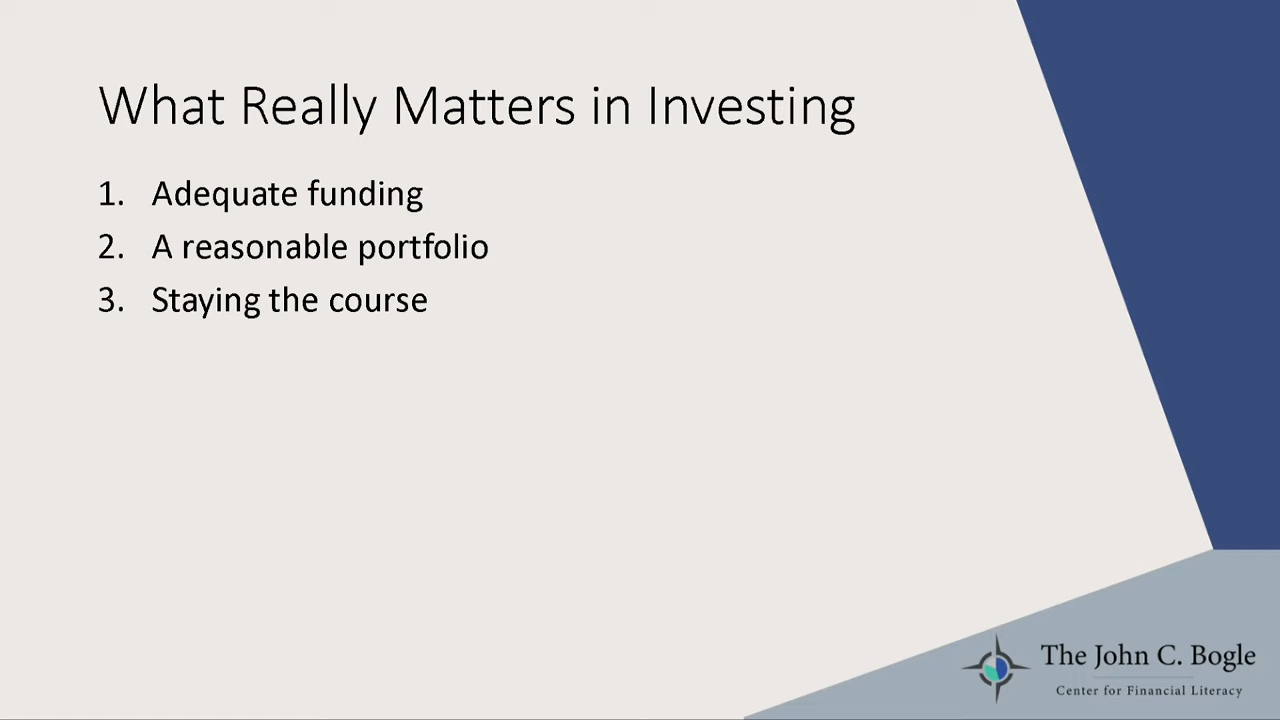 What Really Matters in Investing
1. Adequate funding
2. A reasonable portfolio
3. Staying the course
The John C. Bogle
Center for Financial Literacy